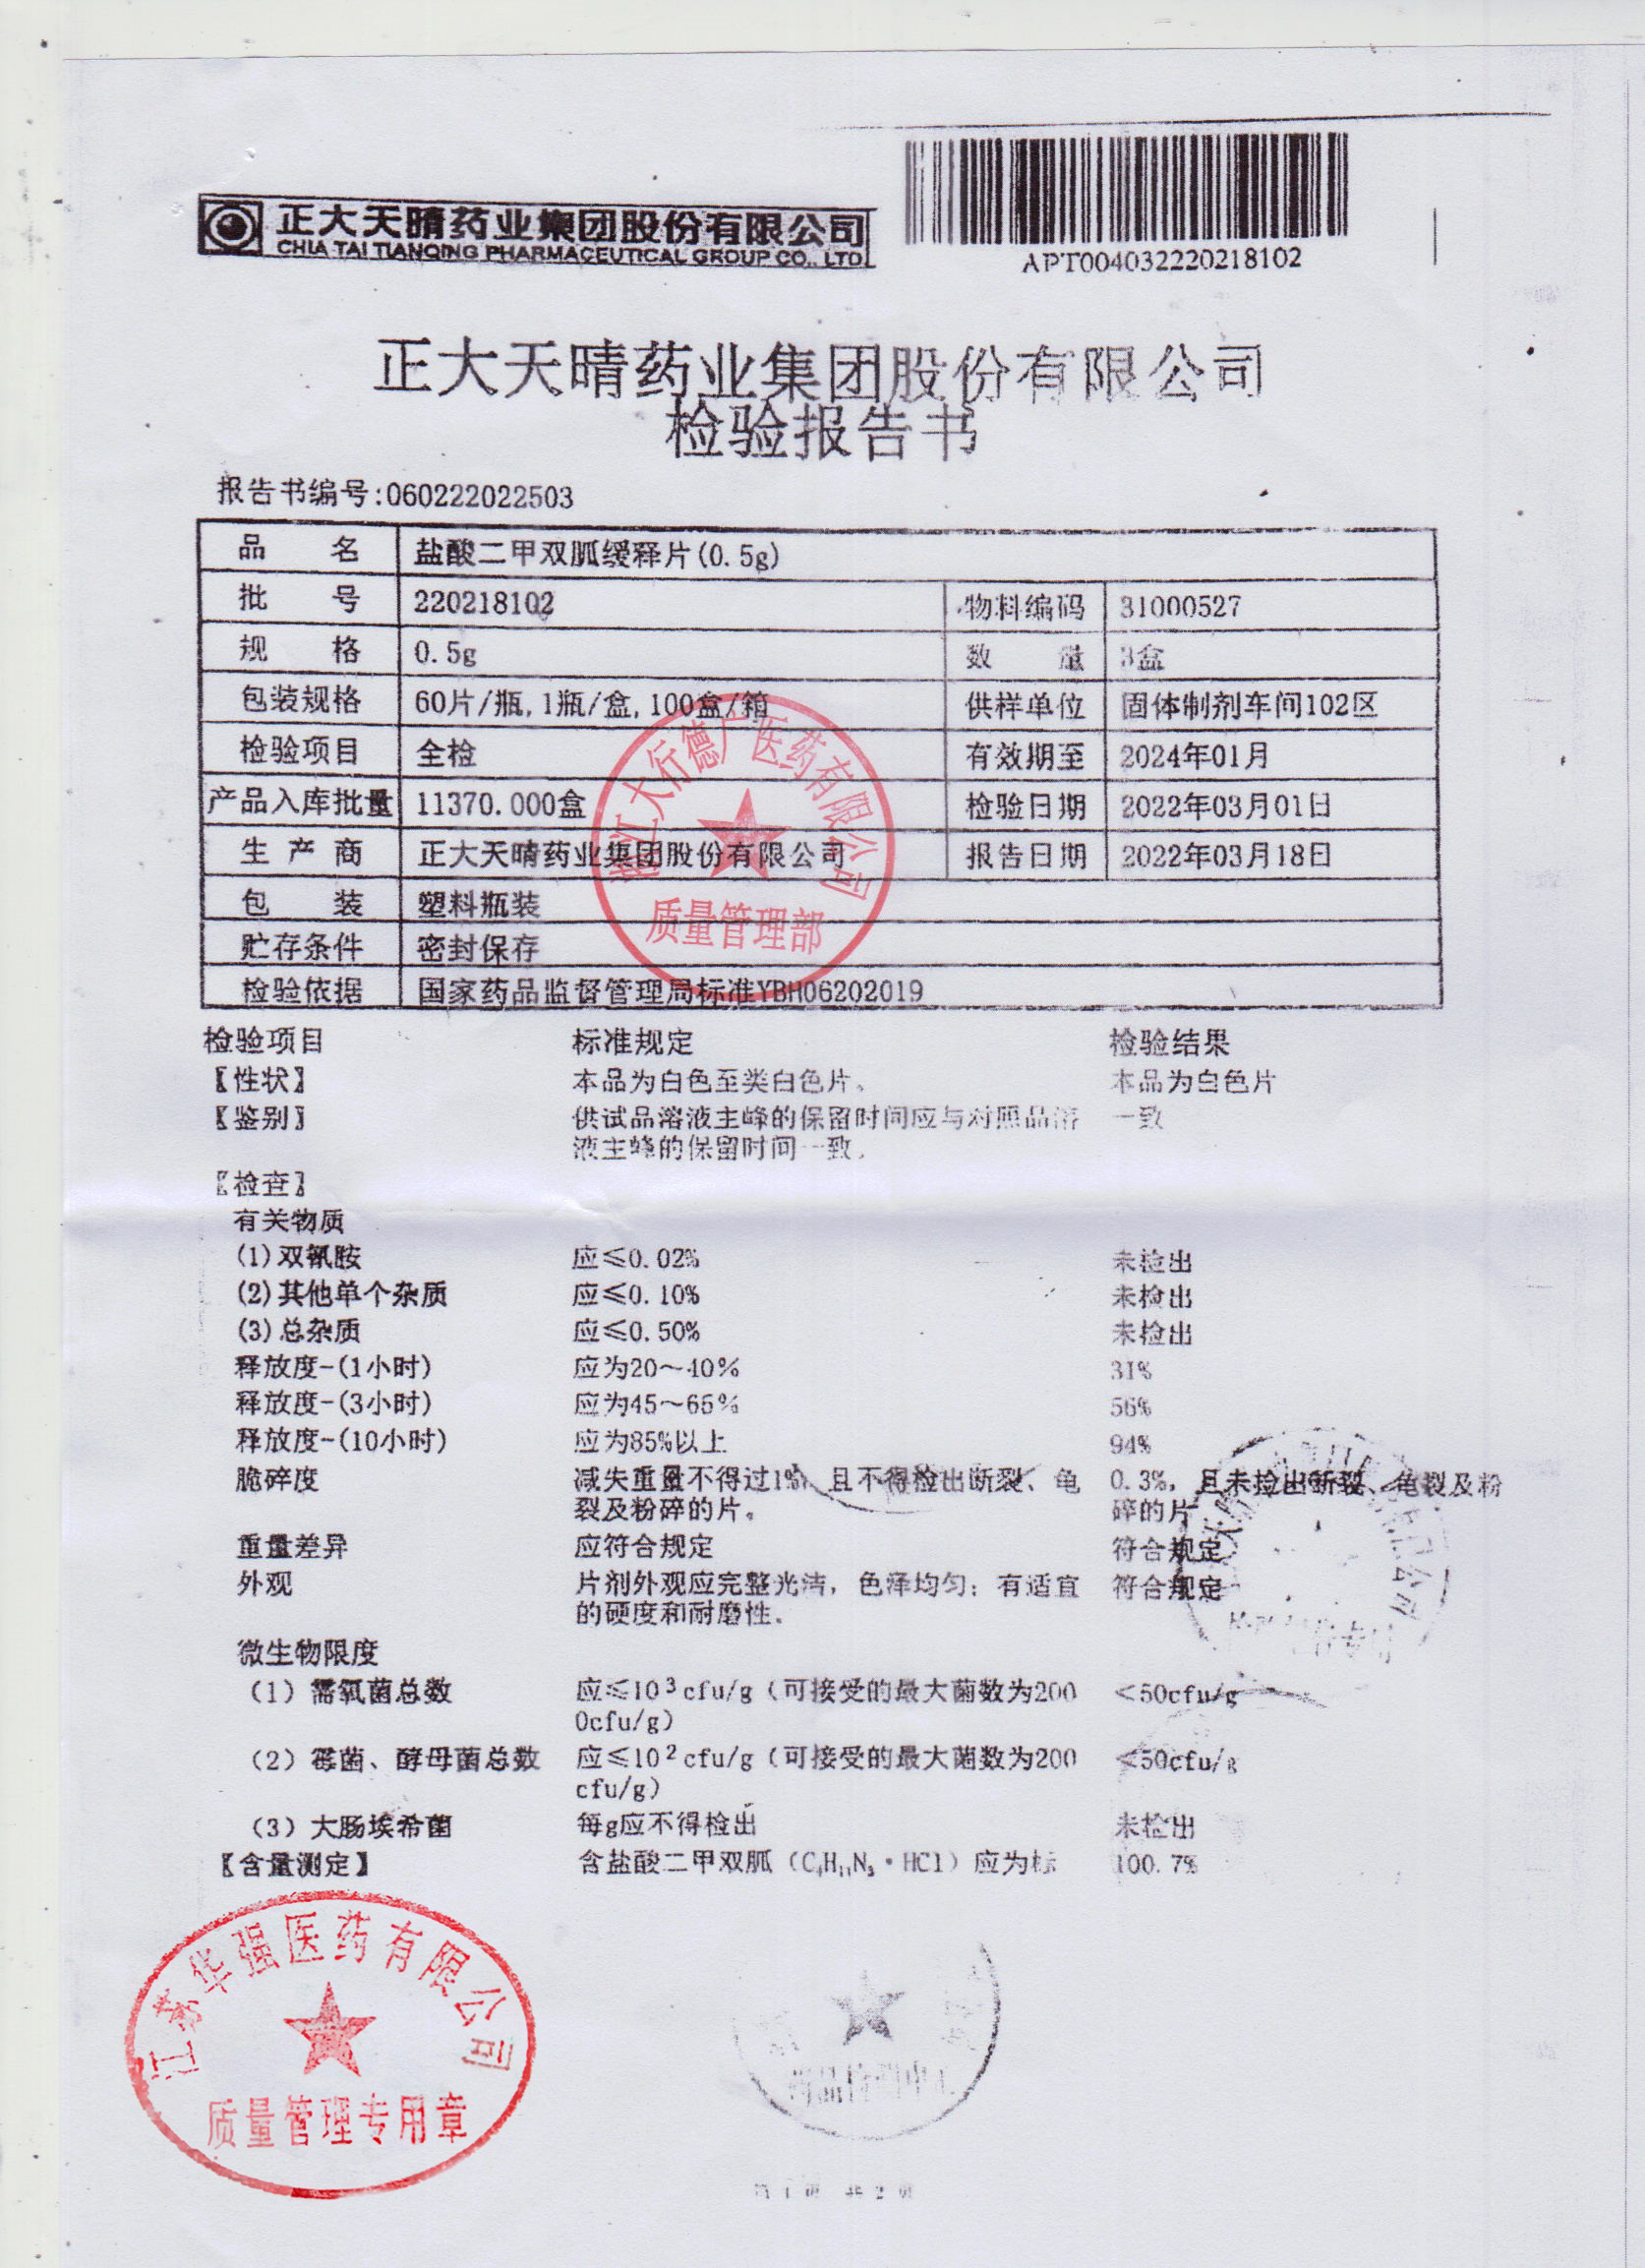 正大天晴药业集团股份有限公司
CHIA TAI TIANQING PHARMACEUTICAL GROUP CO., LTD.
APT004032220218102
正大天晴药业集团股份有限公司
检验报告书
报告书编号:060222022503
品 名 盐酸二甲双胍缓释片(0.5g)
批 号 220218102 物料编码 31000527
规 格 0.5g 数 量 3盒
包装规格 60片/瓶,1瓶/盒,100盒/箱 供样单位 固体制剂车间102区
检验项目 全检 有效期至 2024年01月
产品入库批量 11370.000盒 检验日期 2022年03月01日
生 产 商 正大天晴药业集团股份有限公司 报告日期 2022年03月18日
包 装 塑料瓶装
贮存条件 密封保存
检验依据 国家药品监督管理局标准YBH06202019
大行德广医药有限公司
质量管理部
检验项目 标准规定 检验结果
【性状】 本品为白色至类白色片。 本品为白色片
【鉴别】 供试品溶液主峰的保留时间应与对照品溶 一致
液主峰的保留时间一致。
【检查】
有关物质
(1)双氰胺 应≤0.02% 未检出
(2)其他单个杂质 应≤0.10% 未检出
(3)总杂质 应≤0.50% 未检出
释放度-(1小时) 应为20~40% 31%
释放度-(3小时) 应为45~65% 56%
释放度-(10小时) 应为85%以上 94%
脆碎度 减失重量不得过1%,且不得检出断裂、龟 0.3%,且未检出断裂、龟裂及粉
裂及粉碎的片。 碎的片
重量差异 应符合规定 符合规定
外观 片剂外观应完整光洁,色泽均匀;有适宜 符合规定
的硬度和耐磨性。
微生物限度
(1)需氧菌总数 应≤10³cfu/g(可接受的最大菌数为200 <50cfu/g
0cfu/g)
(2)霉菌、酵母菌总数 应≤10²cfu/g(可接受的最大菌数为200 <50cfu/g
cfu/g)
(3)大肠埃希菌 每g应不得检出 未检出
【含量测定】 含盐酸二甲双胍(C₄H₁₁N₅·HCl)应为标 100.7%
江苏华强医药有限公司
质量管理专用章
第 1 页 共 2 页